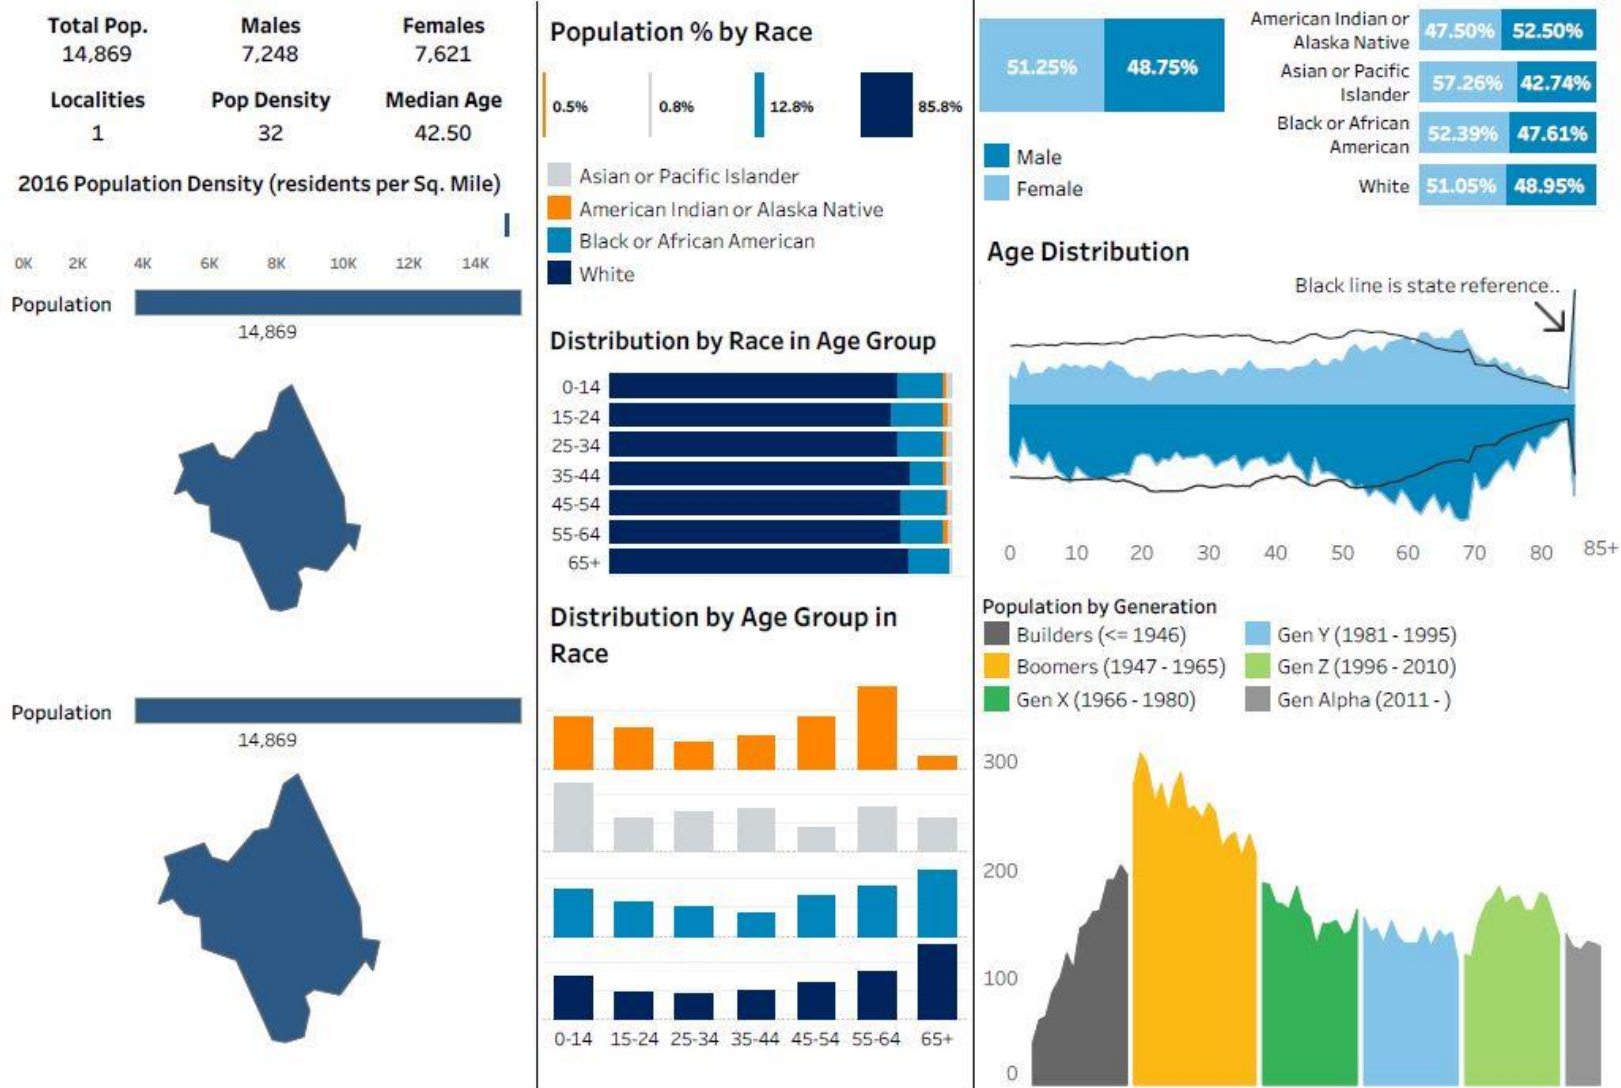 Total Pop.
14,869
Males
7,248
Females
7,621
Localities
1
Pop Density
32
Median Age
42.50
2016 Population Density (residents per Sq. Mile)
0K 2K 4K 6K 8K 10K 12K 14K
Population
14,869
Population
14,869
Population % by Race
0.5% 0.8% 12.8% 85.8%
Asian or Pacific Islander
American Indian or Alaska Native
Black or African American
White
Distribution by Race in Age Group
0-14
15-24
25-34
35-44
45-54
55-64
65+
Distribution by Age Group in
Race
0-14 15-24 25-34 35-44 45-54 55-64 65+
51.25% 48.75%
Male
Female
American Indian or
Alaska Native
47.50% 52.50%
Asian or Pacific
Islander
57.26% 42.74%
Black or African
American
52.39% 47.61%
White 51.05% 48.95%
Age Distribution
Black line is state reference..
0 10 20 30 40 50 60 70 80 85+
Population by Generation
Builders (<= 1946)
Boomers (1947 - 1965)
Gen X (1966 - 1980)
Gen Y (1981 - 1995)
Gen Z (1996 - 2010)
Gen Alpha (2011 - )
300
200
100
0